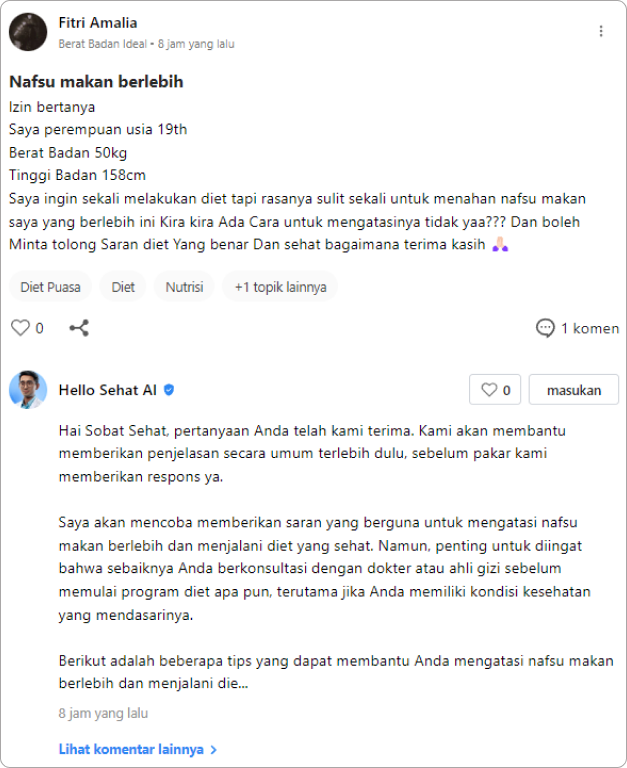 Fitri Amalia
Berat Badan Ideal • 8 jam yang lalu
Nafsu makan berlebih
Izin bertanya
Saya perempuan usia 19th
Berat Badan 50kg
Tinggi Badan 158cm
Saya ingin sekali melakukan diet tapi rasanya sulit sekali untuk menahan nafsu makan
saya yang berlebih ini Kira kira Ada Cara untuk mengatasinya tidak yaa??? Dan boleh
Minta tolong Saran diet Yang benar Dan sehat bagaimana terima kasih 🙏🏻
Diet Puasa Diet Nutrisi +1 topik lainnya
0 1 komen
Hello Sehat AI 0 masukan
Hai Sobat Sehat, pertanyaan Anda telah kami terima. Kami akan membantu
memberikan penjelasan secara umum terlebih dulu, sebelum pakar kami
memberikan respons ya.
Saya akan mencoba memberikan saran yang berguna untuk mengatasi nafsu
makan berlebih dan menjalani diet yang sehat. Namun, penting untuk diingat
bahwa sebaiknya Anda berkonsultasi dengan dokter atau ahli gizi sebelum
memulai program diet apa pun, terutama jika Anda memiliki kondisi kesehatan
yang mendasarinya.
Berikut adalah beberapa tips yang dapat membantu Anda mengatasi nafsu makan
berlebih dan menjalani die...
8 jam yang lalu
Lihat komentar lainnya >